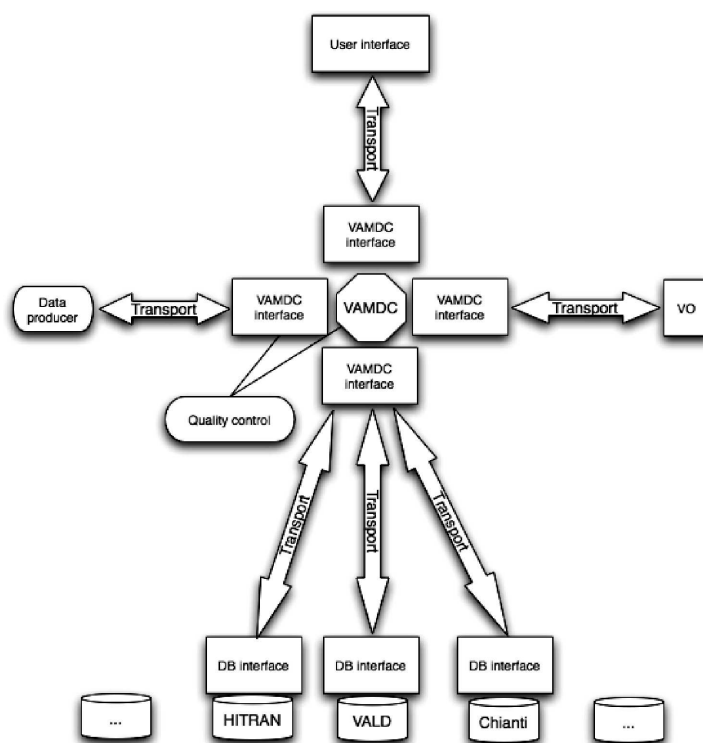 User interface
Transport
VAMDC
interface
Data
producer
Transport
VAMDC
interface
VAMDC
VAMDC
interface
Transport
VO
VAMDC
interface
Quality control
Transport
Transport
Transport
DB interface
DB interface
DB interface
...
HITRAN
VALD
Chianti
...